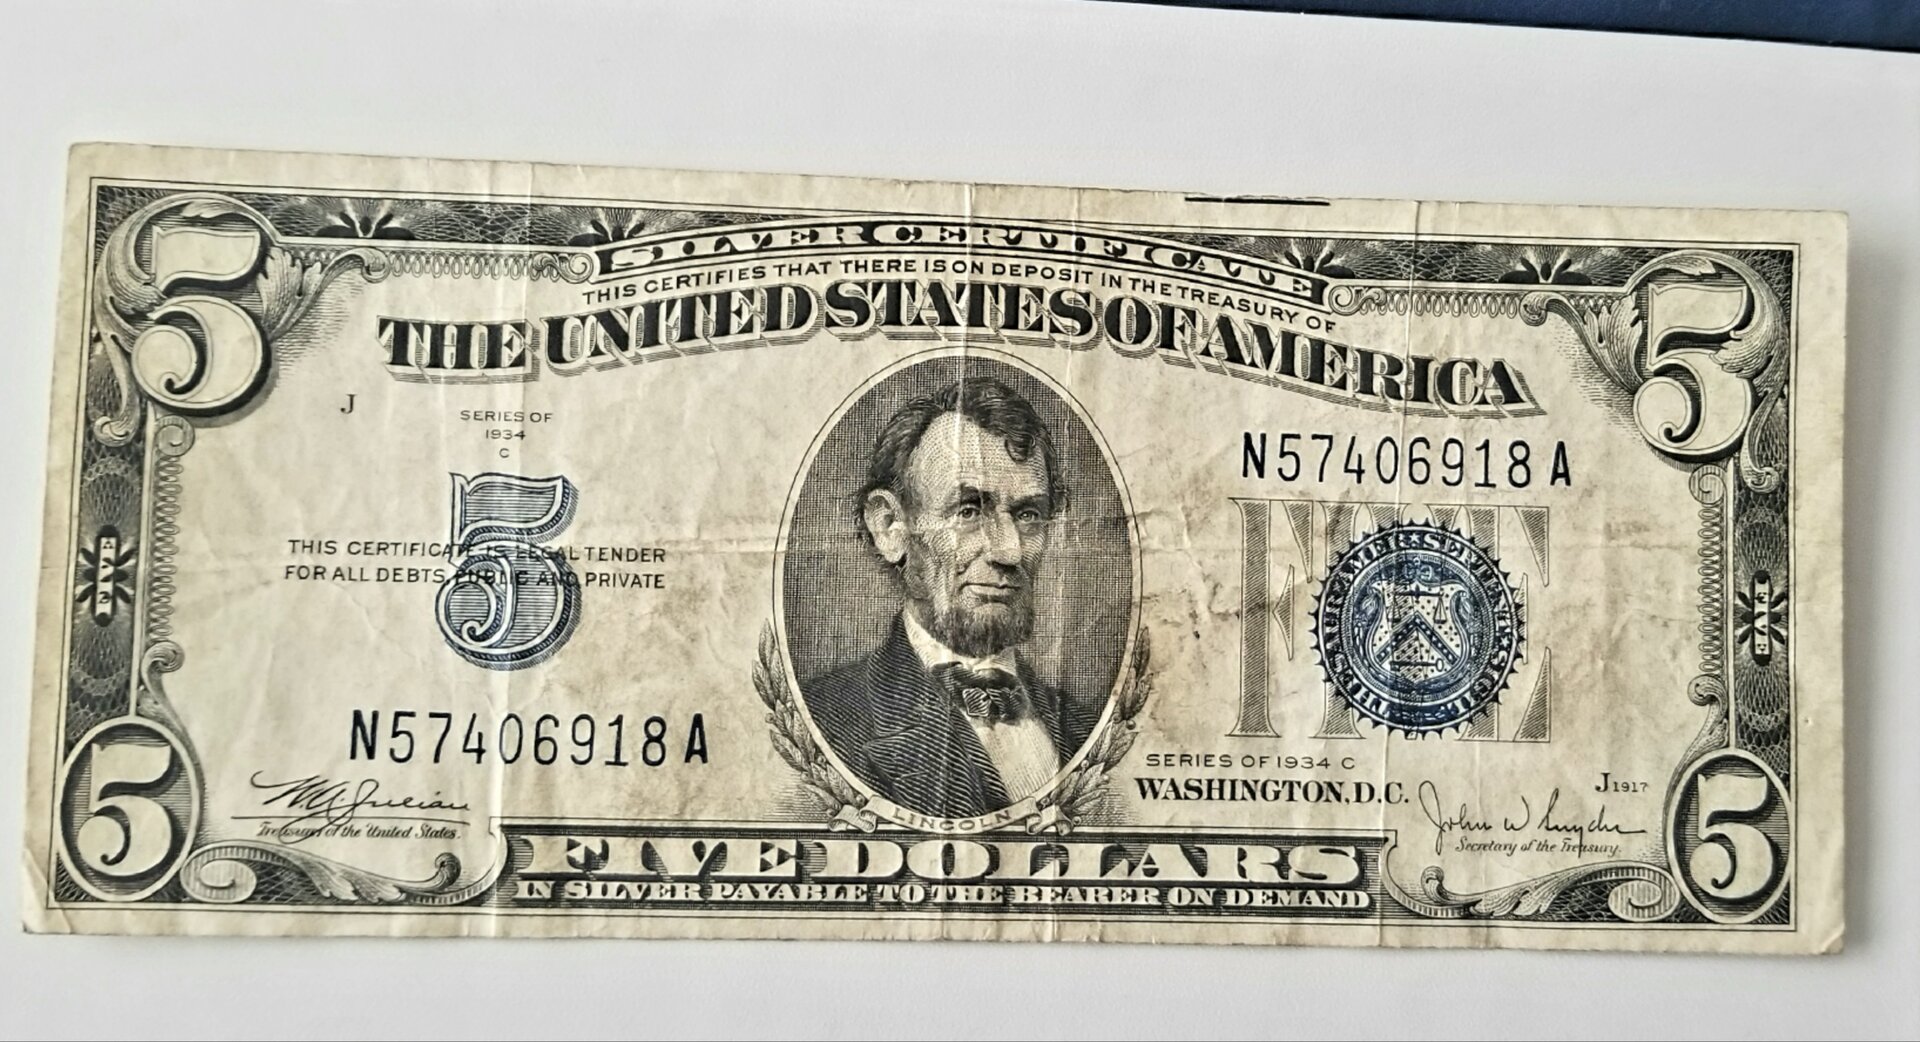 5
5
SILVER CERTIFICATE
THIS CERTIFIES THAT THERE IS ON DEPOSIT IN THE TREASURY OF
THE UNITED STATES OF AMERICA
J
SERIES OF
1934
C
N57406918A
5
FIVE
THIS CERTIFICATE IS LEGAL TENDER
FOR ALL DEBTS PUBLIC AND PRIVATE
FIVE
FIVE
N57406918A
SERIES OF 1934 C
WASHINGTON, D.C.
J1917
W.A. Julian
Treasurer of the United States.
John W Snyder
Secretary of the Treasury.
LINCOLN
5
5
FIVE DOLLARS
IN SILVER PAYABLE TO THE BEARER ON DEMAND